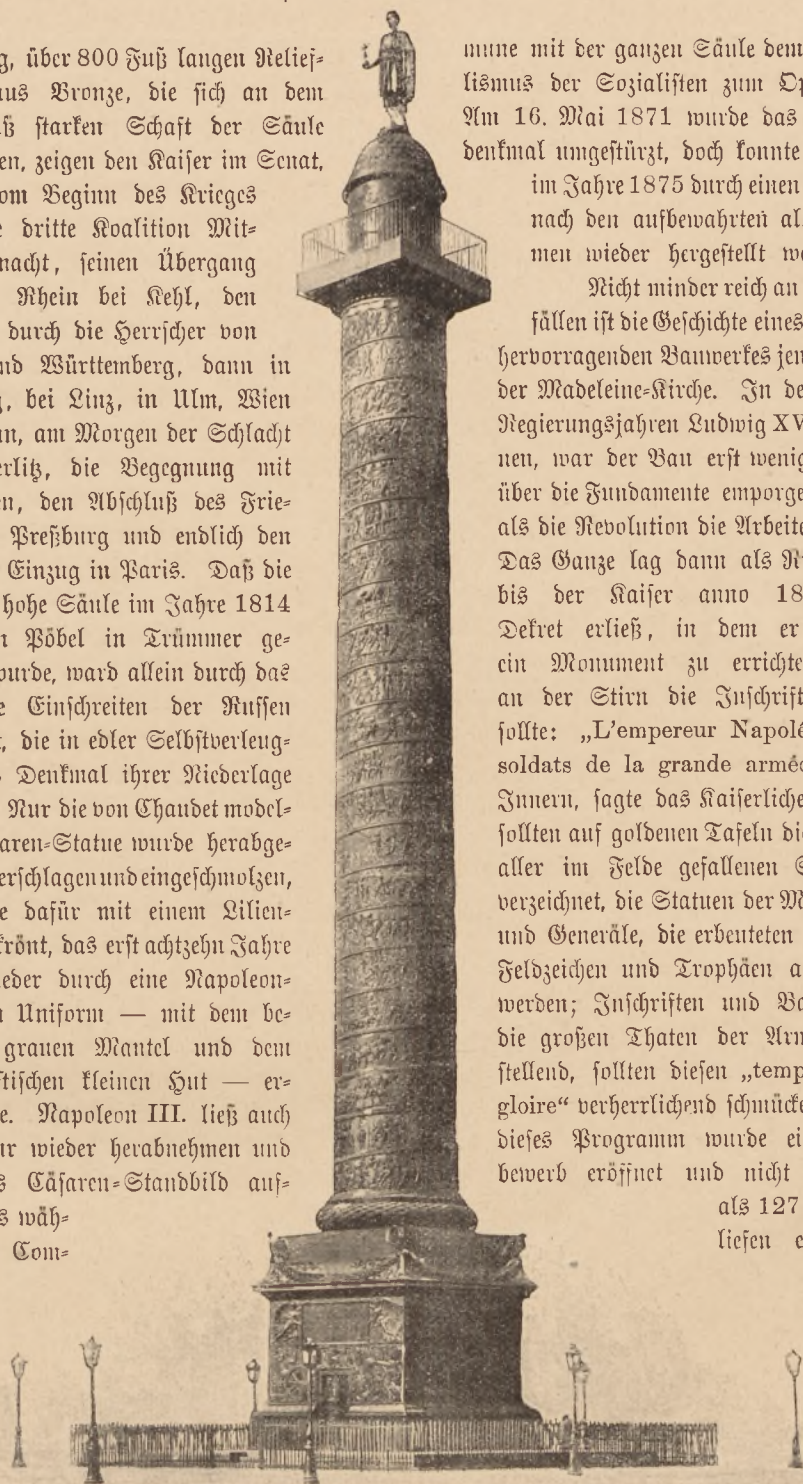 g, über 800 Fuß langen Relief=
aus Bronze, die sich an dem
ß starken Schaft der Säule
en, zeigen den Kaiser im Senat,
om Beginn des Krieges
e dritte Koalition Mit=
nacht, seinen Übergang
Rhein bei Kehl, den
durch die Herrscher von
nd Württemberg, dann in
g, bei Linz, in Ulm, Wien
nn, am Morgen der Schlacht
erlitz, die Begegnung mit
n, den Abschluß des Frie=
Preßburg und endlich den
Einzug in Paris. Daß die
hohe Säule im Jahre 1814
n Pöbel in Trümmer ge=
wurde, ward allein durch das
e Einschreiten der Russen
t, die in edler Selbstverleug=
s Denkmal ihrer Niederlage
Nur die von Chaudet model=
aren=Statue wurde herabge=
erschlagen und eingeschmolzen,
e dafür mit einem Lilien=
krönt, das erst achtzehn Jahre
ieder durch eine Napoleon=
n Uniform — mit dem be=
grauen Mantel und dem
tischen kleinen Hut — er=
e. Napoleon III. ließ auch
ur wieder herabnehmen und
s Cäsaren=Standbild auf=
s wäh=
Com=
mune mit der ganzen Säule dem
lismus der Sozialisten zum Op
Am 16. Mai 1871 wurde das
denkmal umgestürzt, doch konnte
im Jahre 1875 durch einen
nach den aufbewahrten al
men wieder hergestellt we
Nicht minder reich an
fällen ist die Geschichte eines
hervorragenden Bauwerkes jen
der Madeleine=Kirche. In de
Regierungsjahren Ludwig XV
nen, war der Bau erst wenig
über die Fundamente emporge
als die Revolution die Arbeite
Das Ganze lag dann als R
bis der Kaiser anno 18
Dekret erließ, in dem er
ein Monument zu errichte
an der Stirn die Inschrift
sollte: „L'empereur Napolé
soldats de la grande armée
Innern, sagte das Kaiserliche
sollten auf goldenen Tafeln die
aller im Felde gefallenen S
verzeichnet, die Statuen der M
und Generäle, die erbeuteten
Feldzeichen und Trophäen a
werden; Inschriften und Ba
die großen Thaten der Arm
stellend, sollten diesen „temp
gloire“ verherrlichend schmücke
dieses Programm wurde ei
bewerb eröffnet und nicht
als 127
liefen e